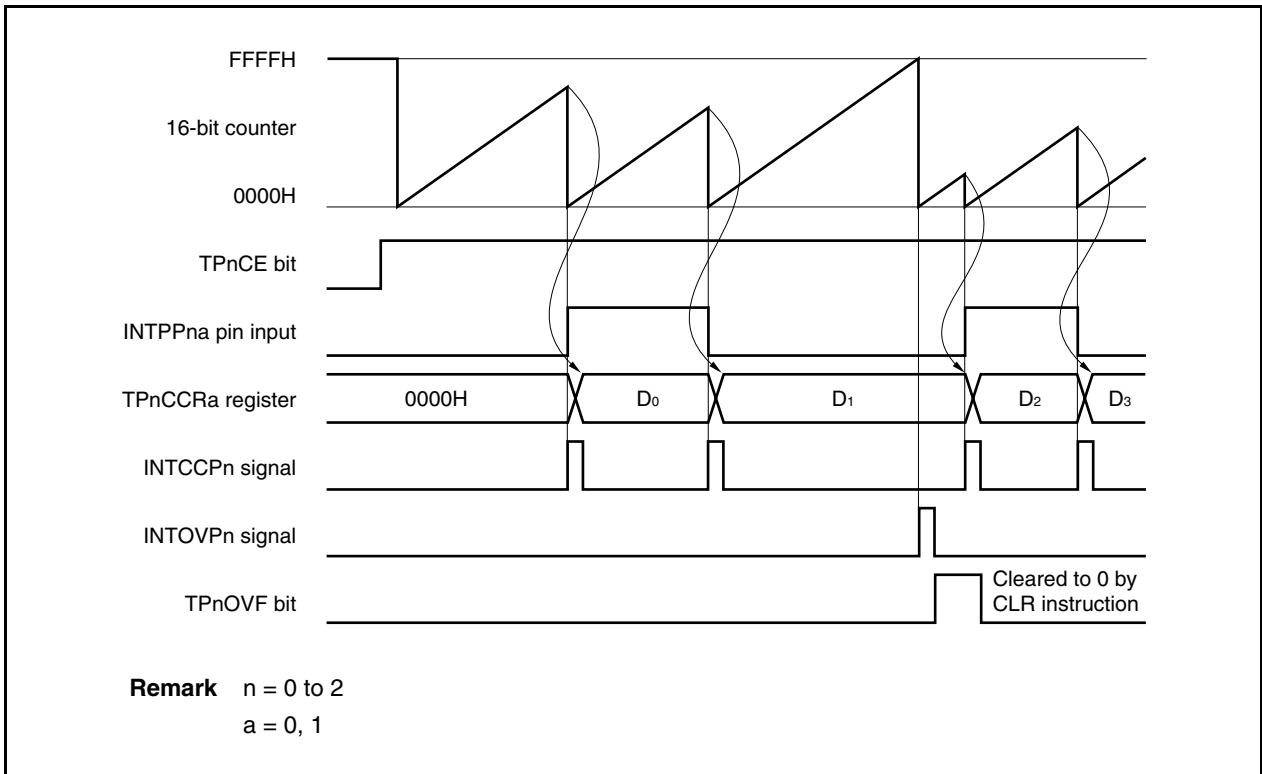 FFFFH
16-bit counter
0000H
TPnCE bit
INTPPna pin input
TPnCCRa register
0000H
D0
D1
D2
D3
INTCCPn signal
INTOVPn signal
TPnOVF bit
Cleared to 0 by
CLR instruction
Remark n = 0 to 2
a = 0, 1